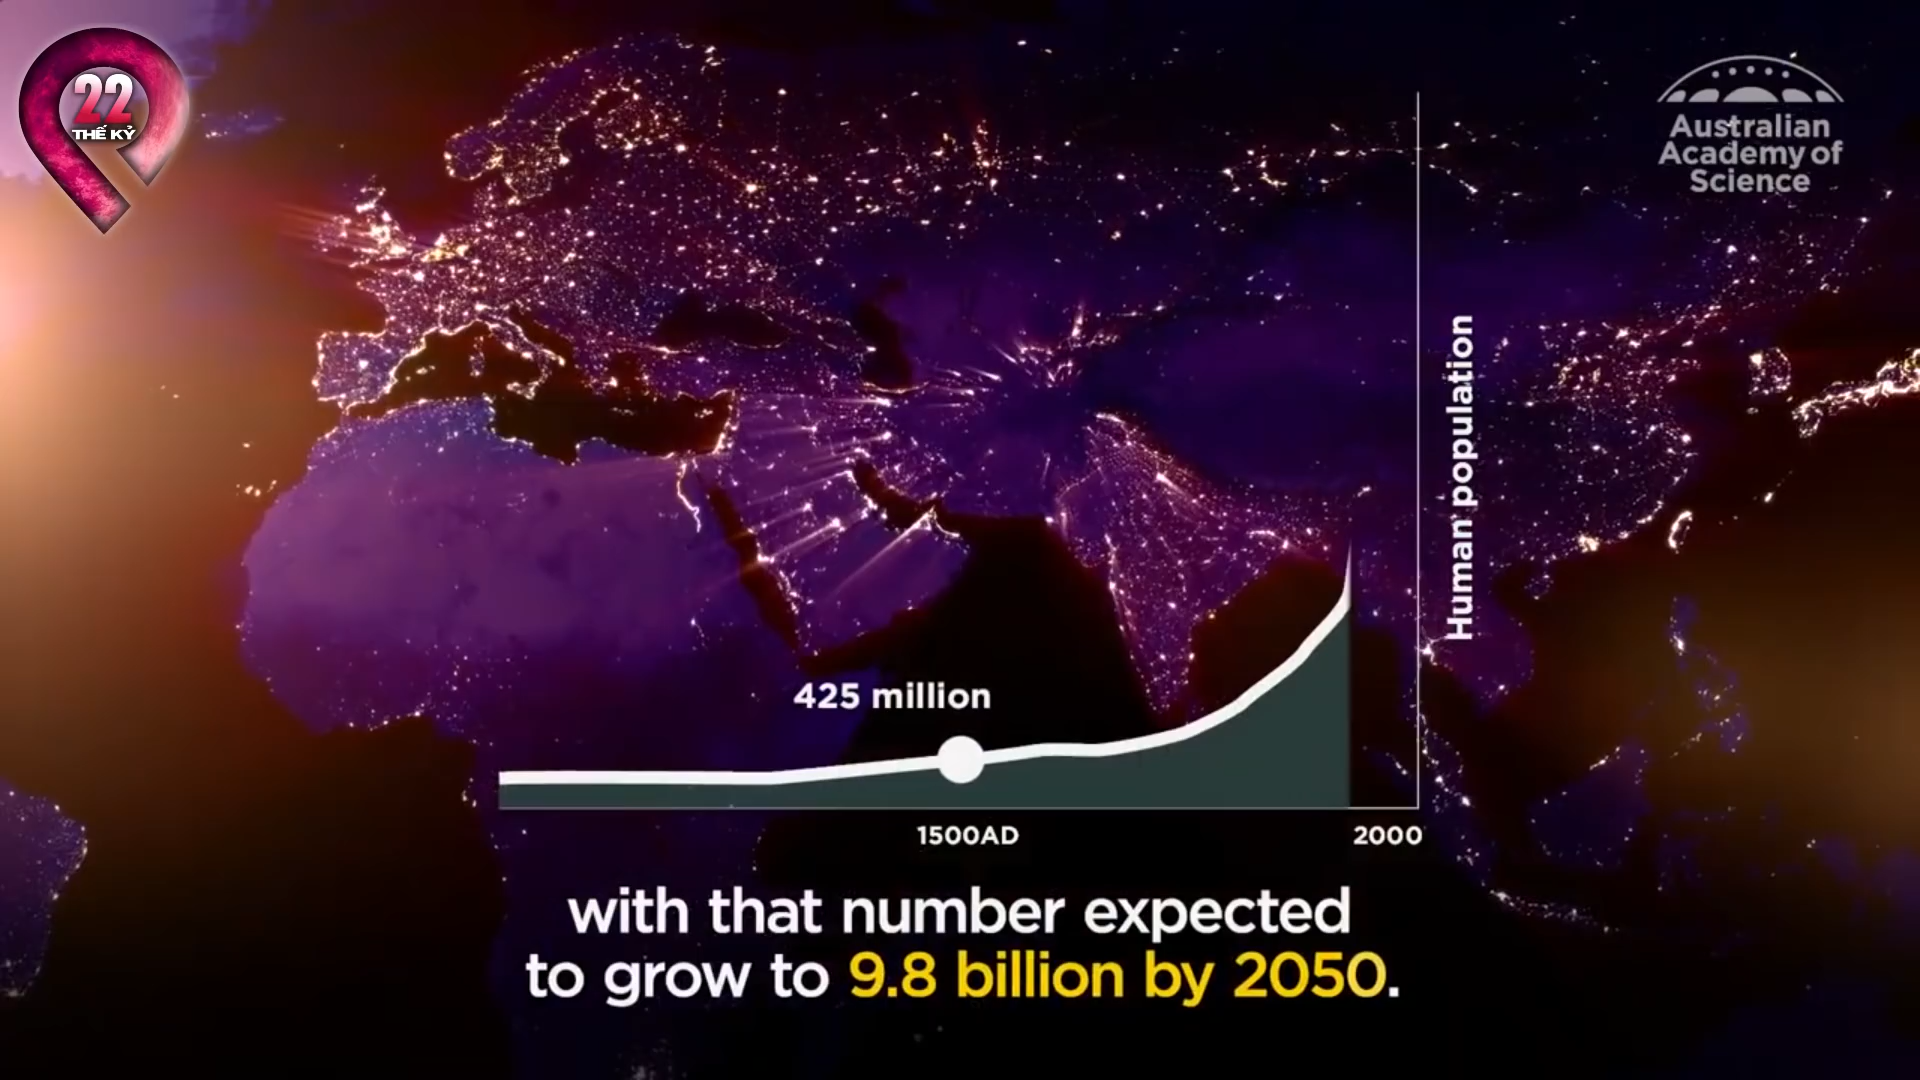 22
THẾ KỶ
Australian
Academy of
Science
Human population
425 million
1500AD
2000
with that number expected
to grow to 9.8 billion by 2050.